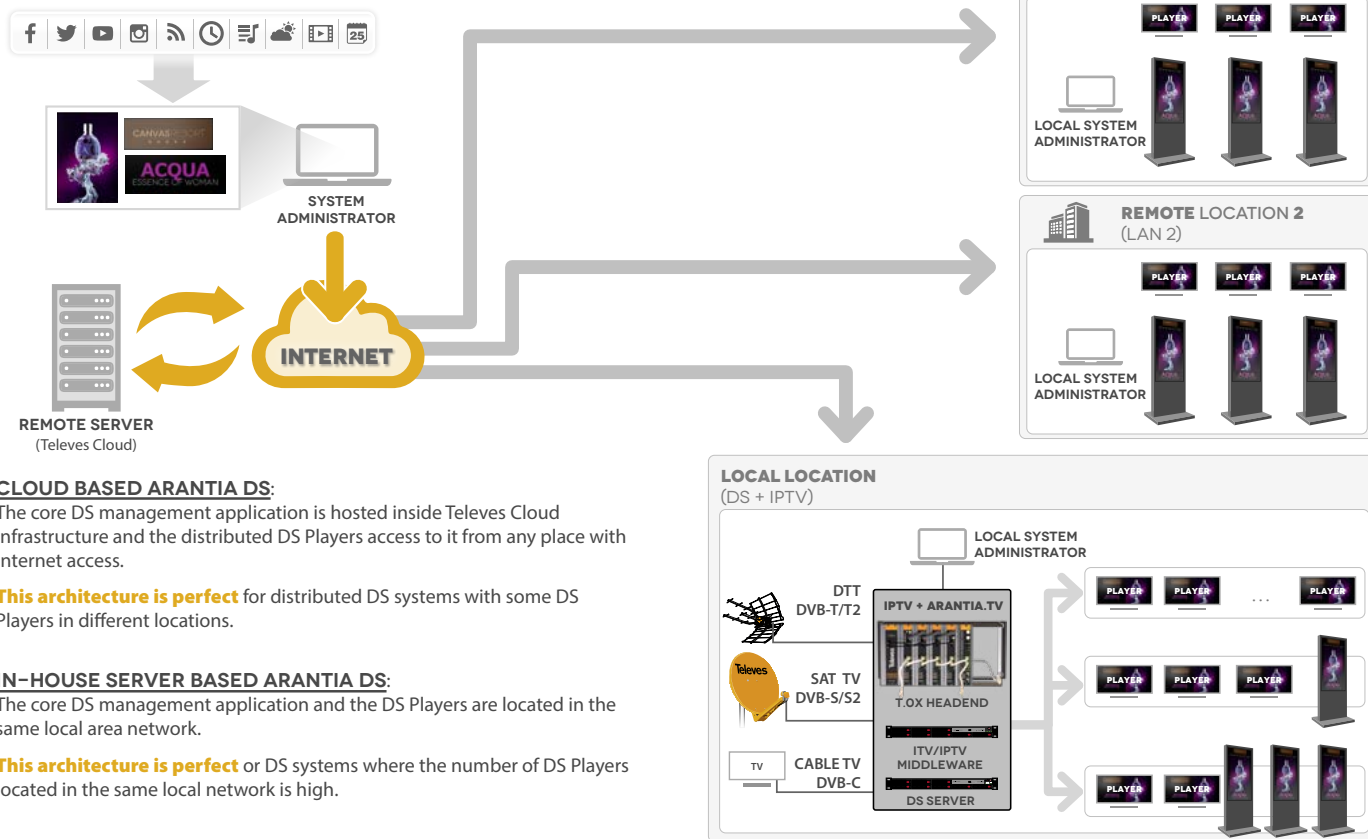 25
PLAYER PLAYER PLAYER
LOCAL SYSTEM
ADMINISTRATOR
CANVAS RESORT
ACQUA
ESSENCE OF WOMAN
SYSTEM
ADMINISTRATOR
REMOTE LOCATION 2
(LAN 2)
PLAYER PLAYER PLAYER
LOCAL SYSTEM
ADMINISTRATOR
INTERNET
REMOTE SERVER
(Televes Cloud)
CLOUD BASED ARANTIA DS:
The core DS management application is hosted inside Televes Cloud
infrastructure and the distributed DS Players access to it from any place with
internet access.
This architecture is perfect for distributed DS systems with some DS
Players in different locations.
IN-HOUSE SERVER BASED ARANTIA DS:
The core DS management application and the DS Players are located in the
same local area network.
This architecture is perfect or DS systems where the number of DS Players
located in the same local network is high.
LOCAL LOCATION
(DS + IPTV)
LOCAL SYSTEM
ADMINISTRATOR
DTT
DVB-T/T2
Televes
SAT TV
DVB-S/S2
TV
CABLE TV
DVB-C
IPTV + ARANTIA.TV
T.OX HEADEND
ITV/IPTV
MIDDLEWARE
DS SERVER
PLAYER PLAYER ... PLAYER
PLAYER PLAYER PLAYER
PLAYER PLAYER